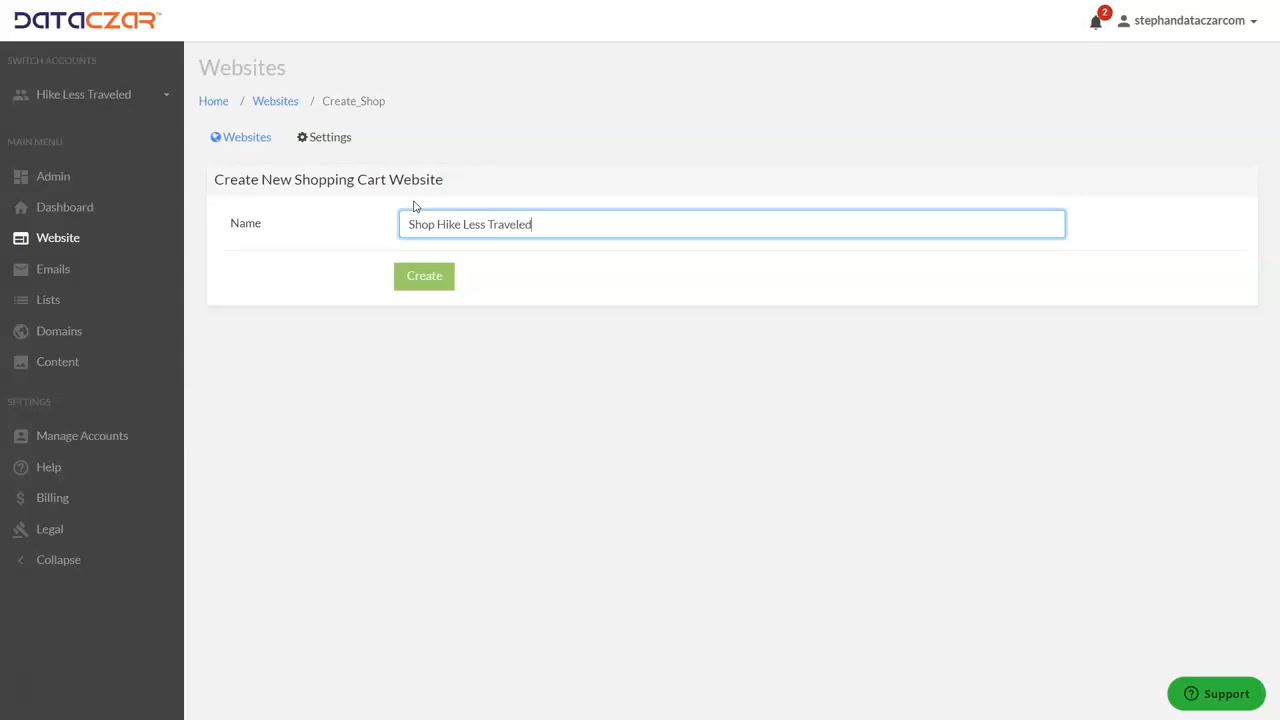 DATACZAR
2
stephandataczarcom
SWITCH ACCOUNTS
Hike Less Traveled
MAIN MENU
Admin
Dashboard
Website
Emails
Lists
Domains
Content
SETTINGS
Manage Accounts
Help
Billing
Legal
Collapse
Websites
Home / Websites / Create_Shop
Websites Settings
Create New Shopping Cart Website
Name Shop Hike Less Traveled
Create
Support